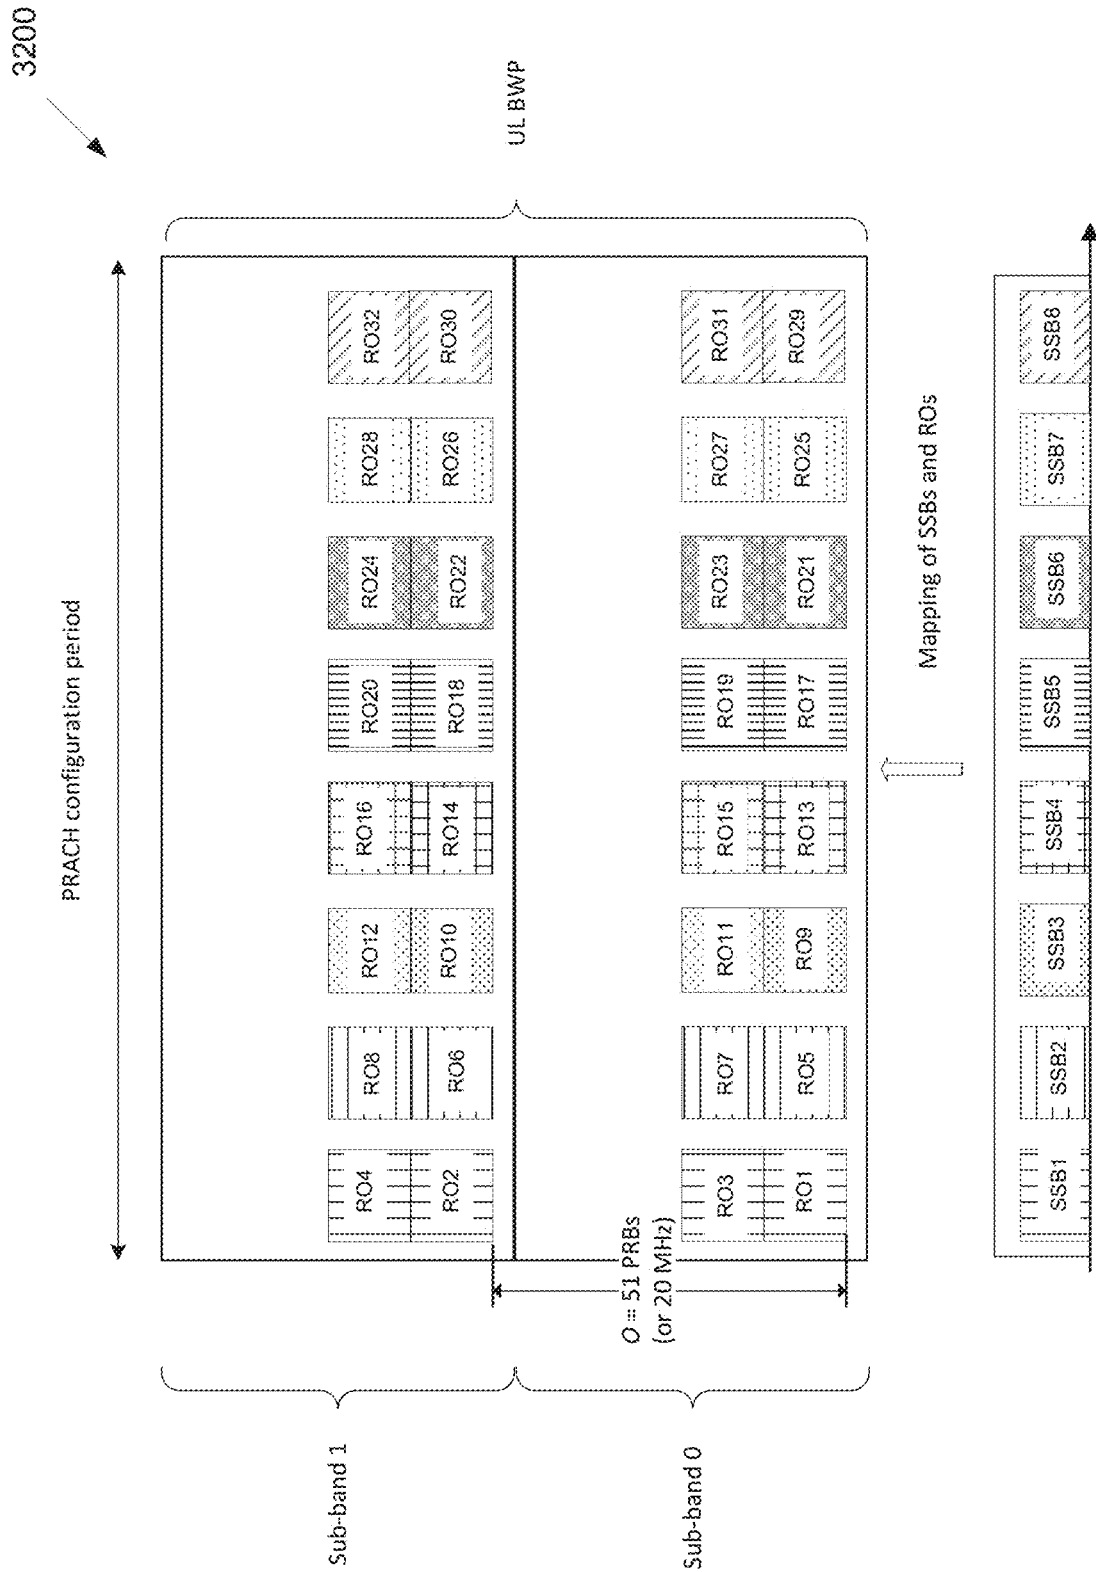 3200
PRACH configuration period
Sub-band 1
RO4
RO8
RO12
RO16
RO20
RO24
RO28
RO32
RO2
RO6
RO10
RO14
RO18
RO22
RO26
RO30
UL BWP
Sub-band 0
O = 51 PRBs
(or 20 MHz)
RO3
RO7
RO11
RO15
RO19
RO23
RO27
RO31
RO1
RO5
RO9
RO13
RO17
RO21
RO25
RO29
Mapping of SSBs and ROs
SSB1
SSB2
SSB3
SSB4
SSB5
SSB6
SSB7
SSB8